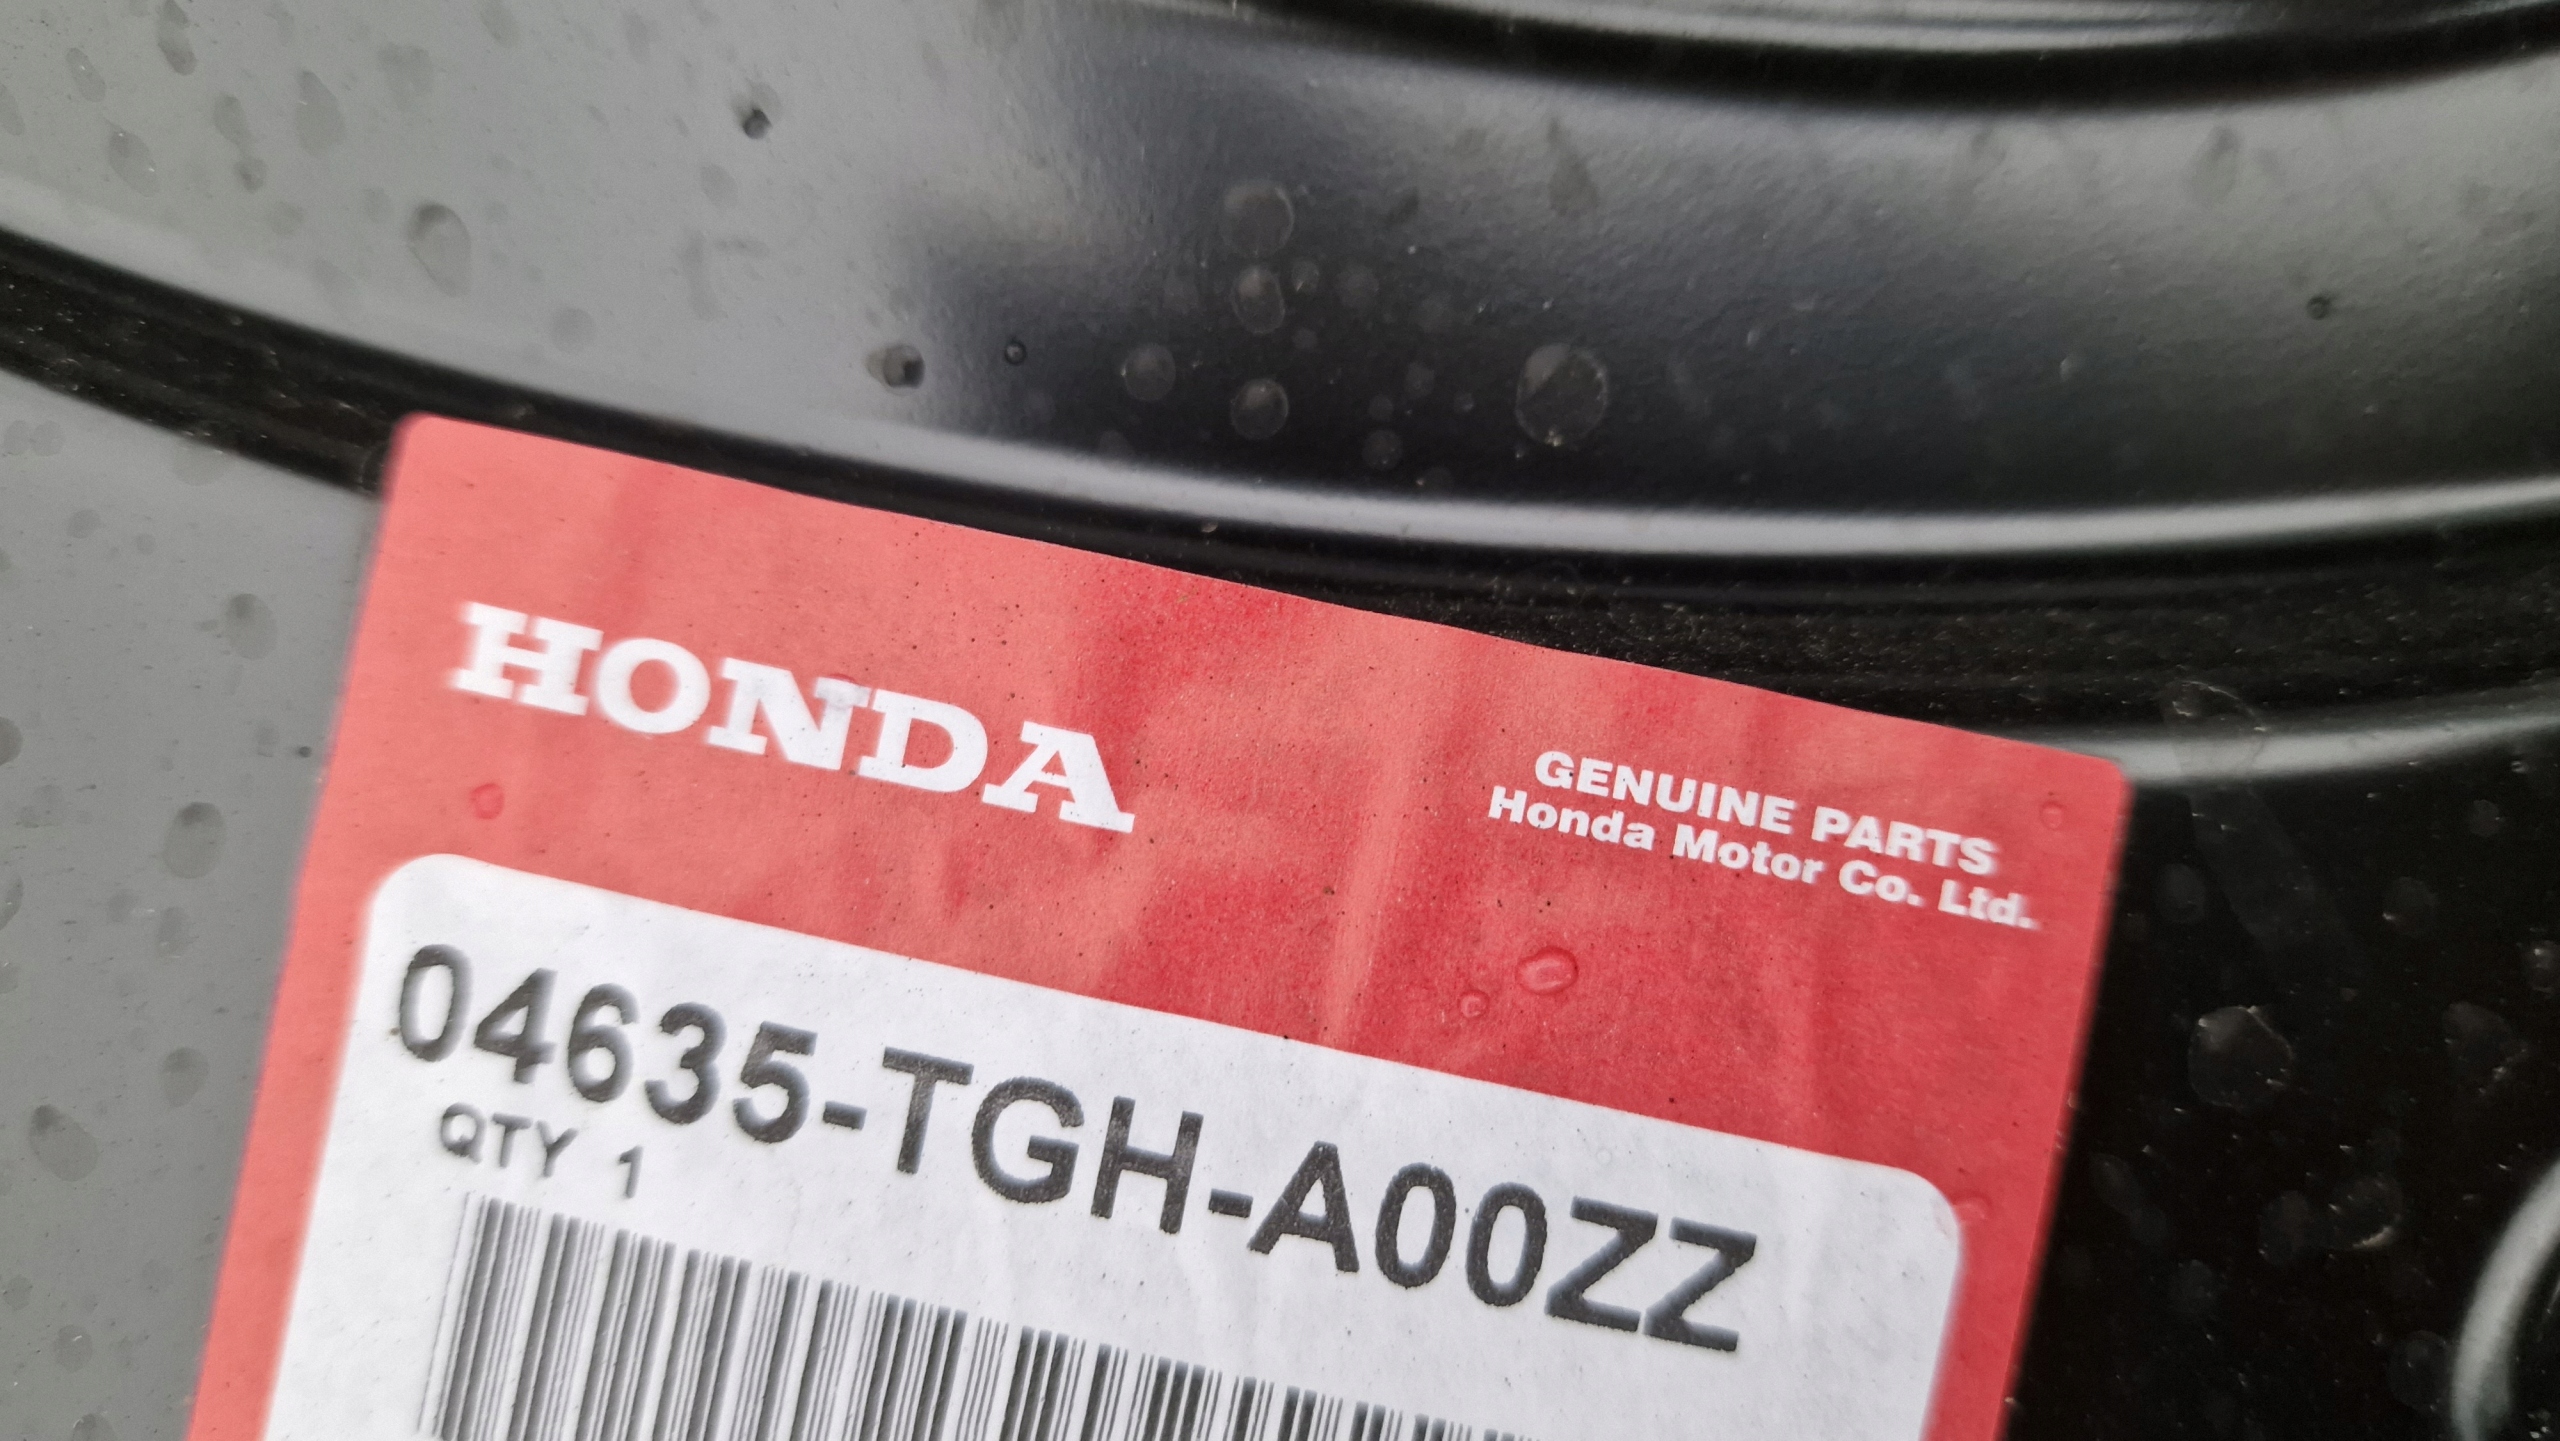 HONDA
GENUINE PARTS
Honda Motor Co. Ltd.
04635-TGH-A00ZZ
QTY 1